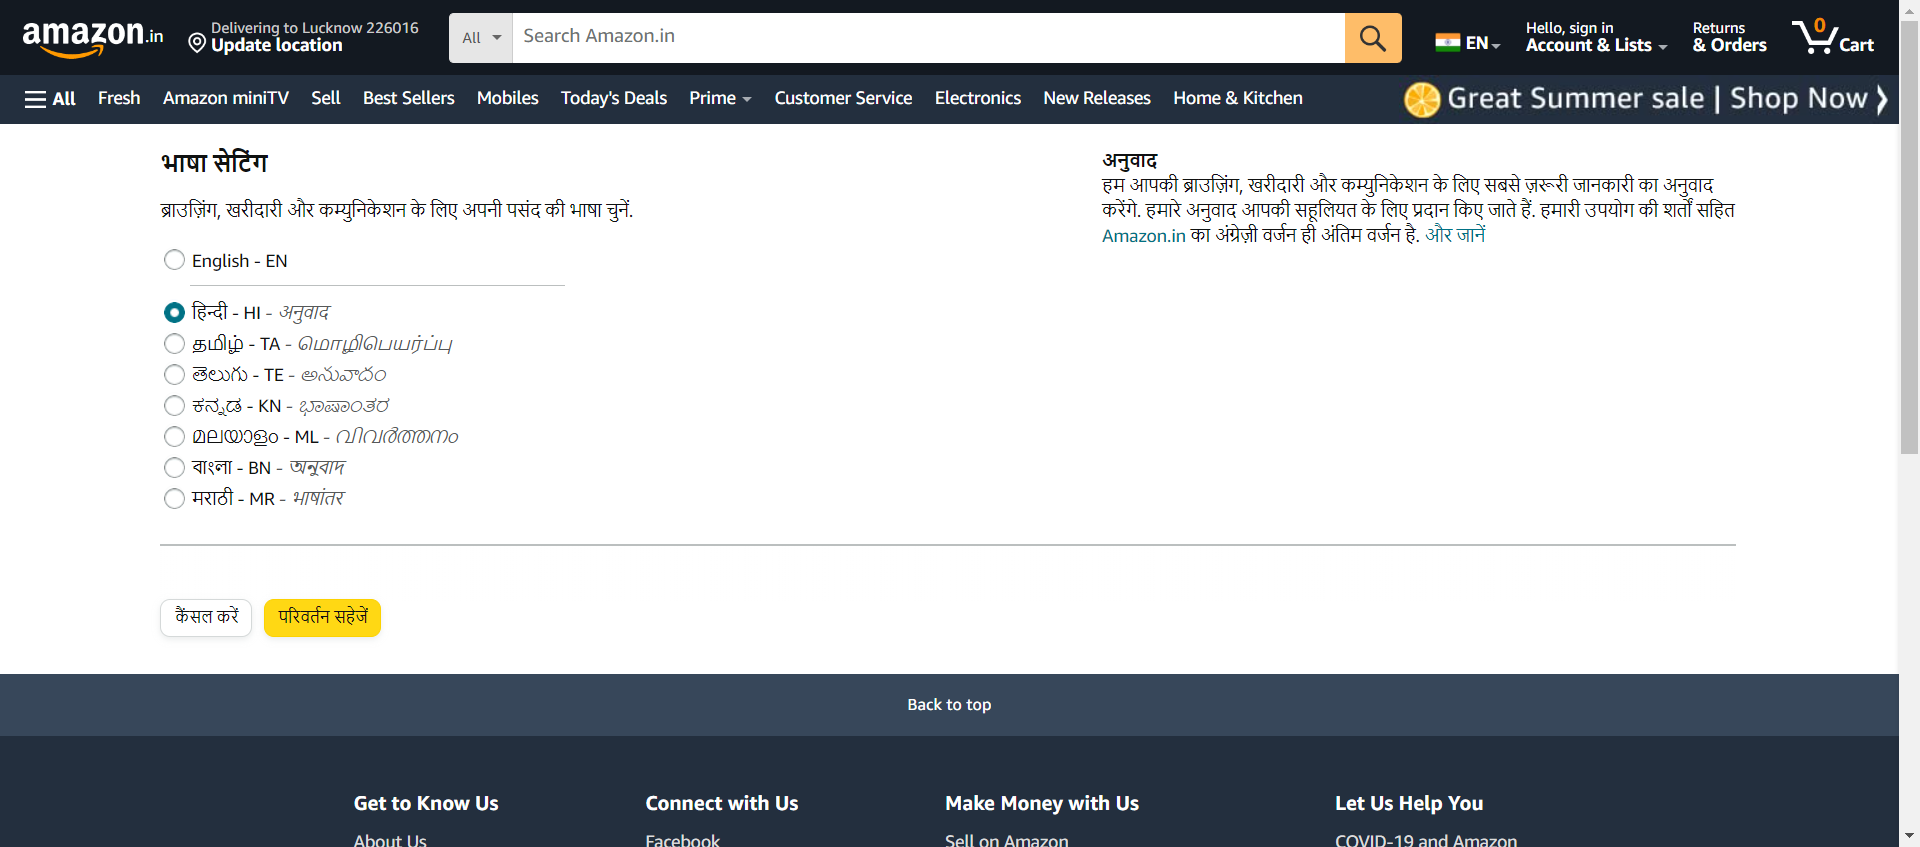 amazon.in
Delivering to Lucknow 226016
Update location
All
Search Amazon.in
EN
Hello, sign in
Account & Lists
Returns
& Orders
0
Cart
All
Fresh
Amazon miniTV
Sell
Best Sellers
Mobiles
Today's Deals
Prime
Customer Service
Electronics
New Releases
Home & Kitchen
Great Summer sale | Shop Now
भाषा सेटिंग
ब्राउज़िंग, खरीदारी और कम्युनिकेशन के लिए अपनी पसंद की भाषा चुनें.
English - EN
हिन्दी - HI - अनुवाद
தமிழ் - TA - மொழிபெயர்ப்பு
తెలుగు - TE - అనువాదం
ಕನ್ನಡ - KN - ಭಾಷಾಂತರ
മലയാളം - ML - വിവർത്തനം
বাংলা - BN - অনুবাদ
मराठी - MR - भाषांतर
अनुवाद
हम आपकी ब्राउज़िंग, खरीदारी और कम्युनिकेशन के लिए सबसे ज़रूरी जानकारी का अनुवाद
करेंगे. हमारे अनुवाद आपकी सहूलियत के लिए प्रदान किए जाते हैं. हमारी उपयोग की शर्तों सहित
Amazon.in का अंग्रेज़ी वर्जन ही अंतिम वर्जन है. और जानें
कैंसल करें
परिवर्तन सहेजें
Back to top
Get to Know Us
Connect with Us
Make Money with Us
Let Us Help You
About Us
Facebook
Sell on Amazon
COVID-19 and Amazon